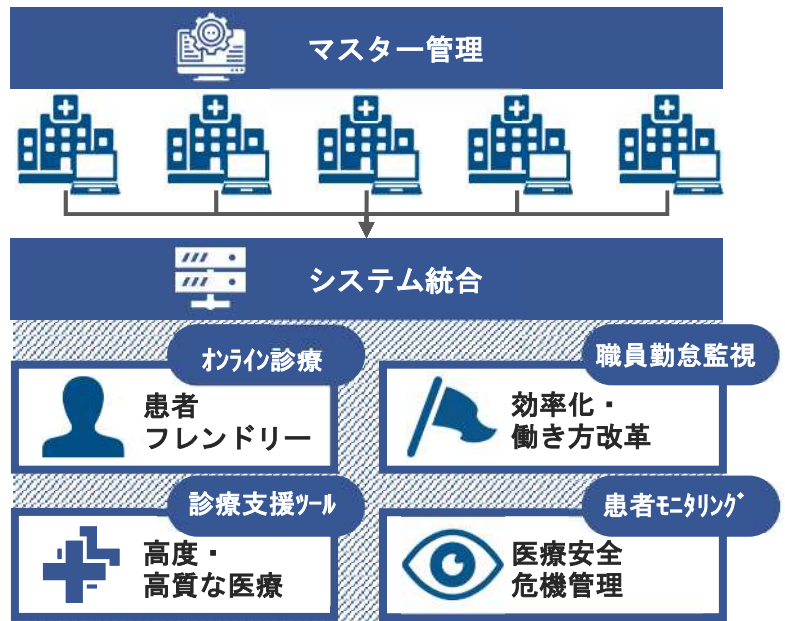 マスター管理
システム統合
オンライン診療
患者
フレンドリー
職員勤怠監視
効率化・
働き方改革
診療支援ツール
高度・
高質な医療
患者モニタリング
医療安全
危機管理